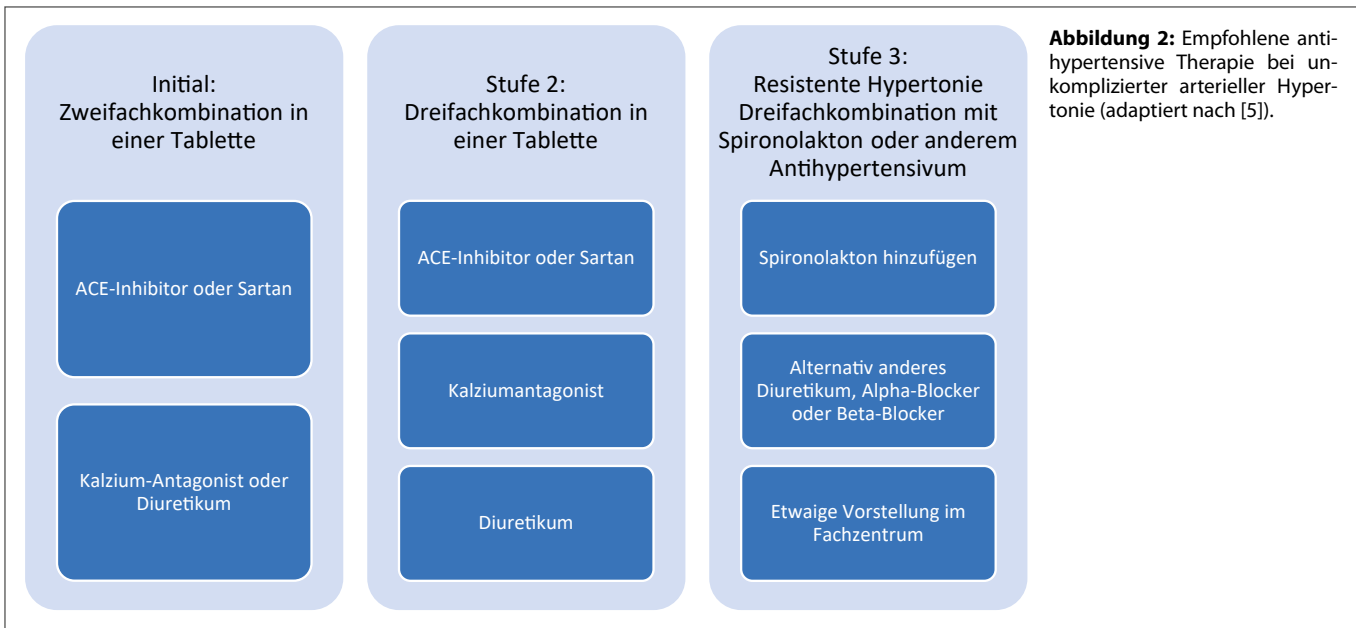 Initial:
Zweifachkombination in
einer Tablette
ACE-Inhibitor oder Sartan
Kalzium-Antagonist oder
Diuretikum
Stufe 2:
Dreifachkombination in
einer Tablette
ACE-Inhibitor oder Sartan
Kalziumantagonist
Diuretikum
Stufe 3:
Resistente Hypertonie
Dreifachkombination mit
Spironolakton oder anderem
Antihypertensivum
Spironolakton hinzufügen
Alternativ anderes
Diuretikum, Alpha-Blocker
oder Beta-Blocker
Etwaige Vorstellung im
Fachzentrum
Abbildung 2: Empfohlene anti-
hypertensive Therapie bei un-
komplizierter arterieller Hyper-
tonie (adaptiert nach [5]).